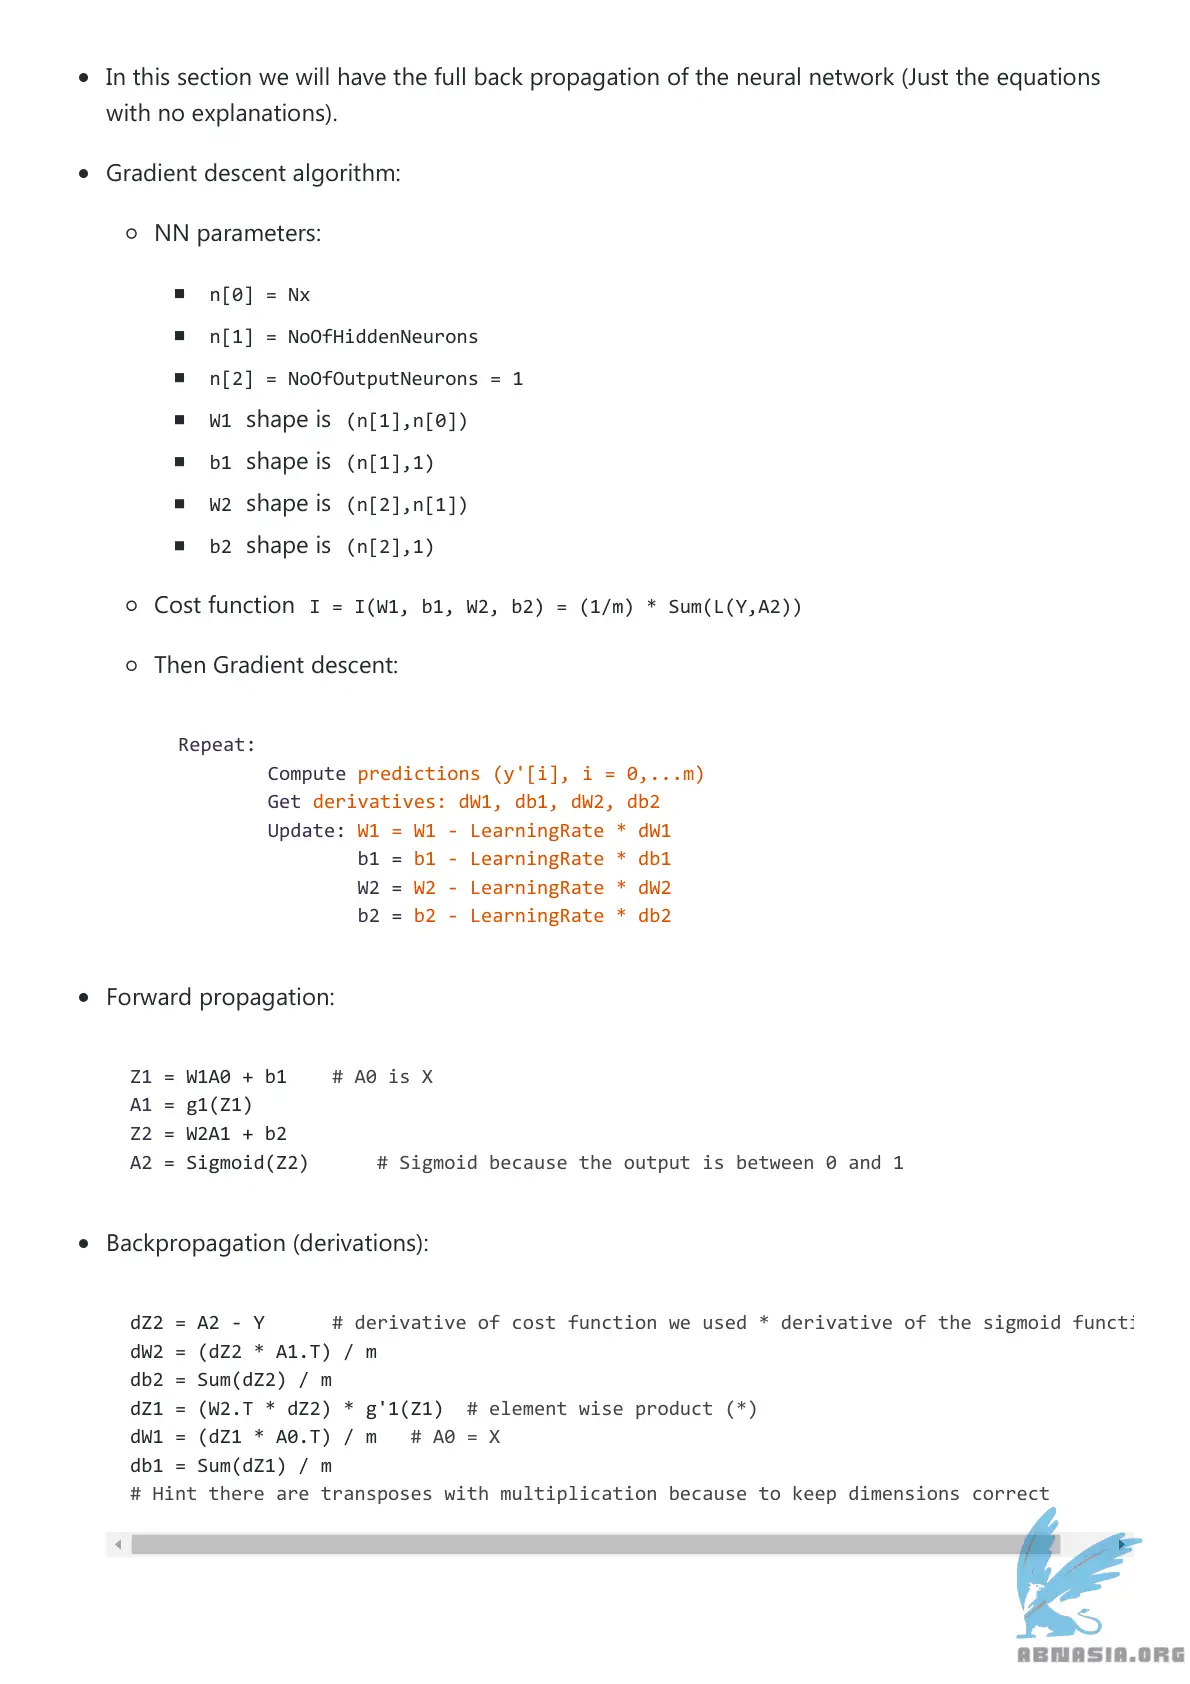 In this section we will have the full back propagation of the neural network (Just the equations
with no explanations).
Gradient descent algorithm:
NN parameters:
n[0] = Nx
n[1] = NoOfHiddenNeurons
n[2] = NoOfOutputNeurons = 1
W1 shape is (n[1],n[0])
b1 shape is (n[1],1)
W2 shape is (n[2],n[1])
b2 shape is (n[2],1)
Cost function I = I(W1, b1, W2, b2) = (1/m) * Sum(L(Y,A2))
Then Gradient descent:
Repeat:
Compute predictions (y'[i], i = 0,...m)
Get derivatives: dW1, db1, dW2, db2
Update: W1 = W1 - LearningRate * dW1
b1 = b1 - LearningRate * db1
W2 = W2 - LearningRate * dW2
b2 = b2 - LearningRate * db2
Forward propagation:
Z1 = W1A0 + b1    # A0 is X
A1 = g1(Z1)
Z2 = W2A1 + b2
A2 = Sigmoid(Z2)      # Sigmoid because the output is between 0 and 1
Backpropagation (derivations):
dZ2 = A2 - Y      # derivative of cost function we used * derivative of the sigmoid functi
dW2 = (dZ2 * A1.T) / m
db2 = Sum(dZ2) / m
dZ1 = (W2.T * dZ2) * g'1(Z1)  # element wise product (*)
dW1 = (dZ1 * A0.T) / m   # A0 = X
db1 = Sum(dZ1) / m
# Hint there are transposes with multiplication because to keep dimensions correct
ABNASIA.ORG